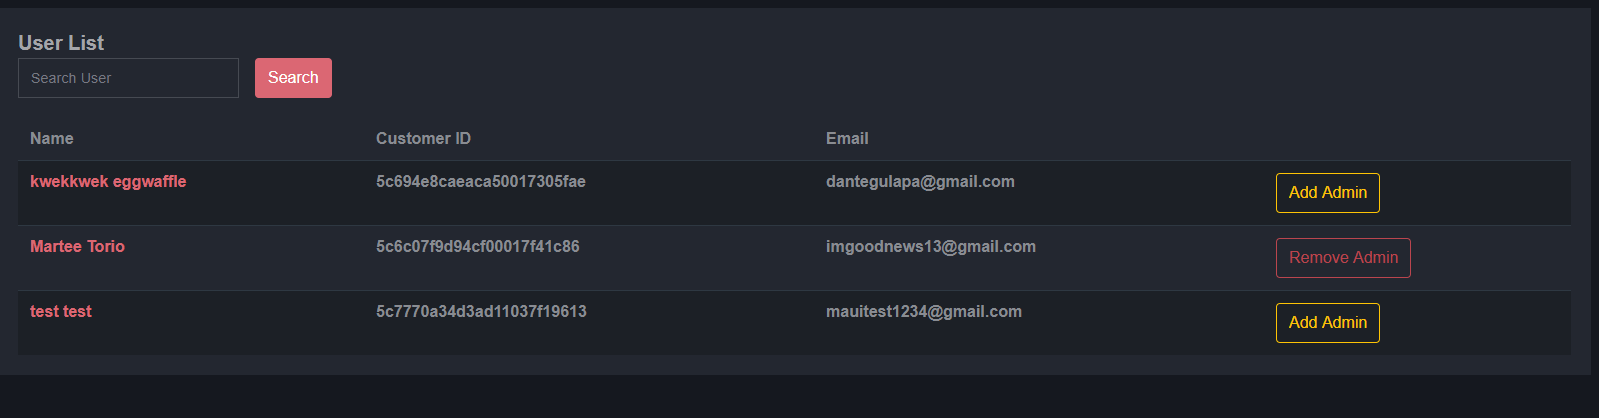 User List
Search User Search
Name Customer ID Email
kwekkwek eggwaffle 5c694e8caeaca50017305fae dantegulapa@gmail.com Add Admin
Martee Torio 5c6c07f9d94cf00017f41c86 imgoodnews13@gmail.com Remove Admin
test test 5c7770a34d3ad11037f19613 mauitest1234@gmail.com Add Admin